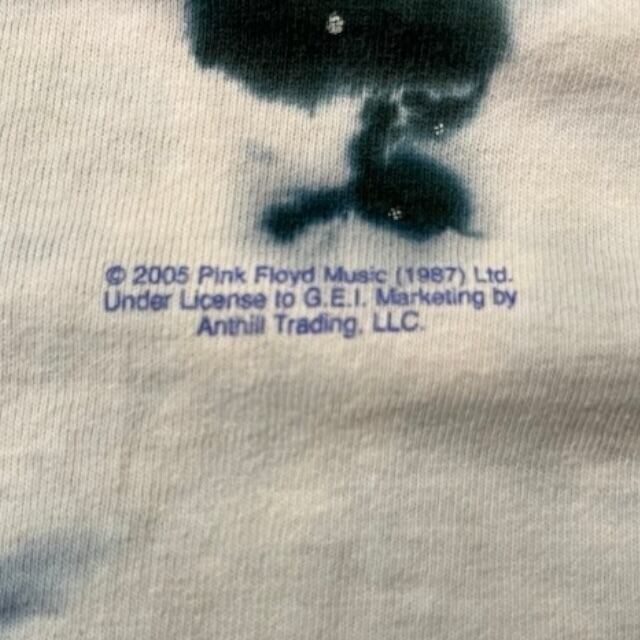 © 2005 Pink Floyd Music (1987) Ltd.
Under License to G.E.I. Marketing by
Anthill Trading, LLC.